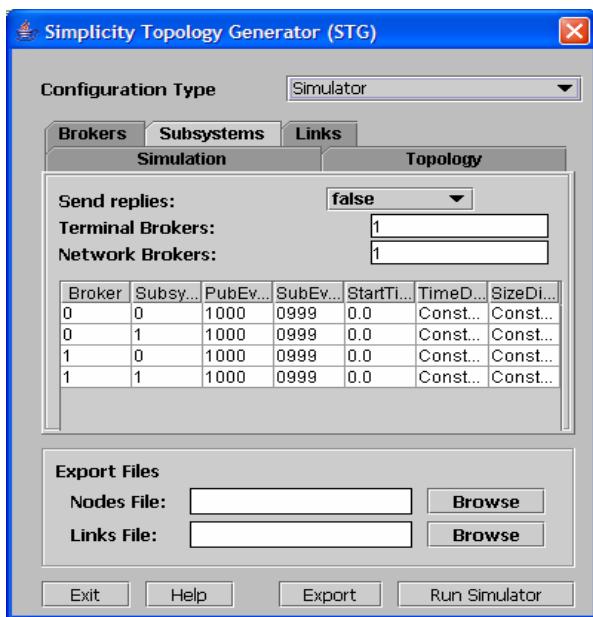 Simplicity Topology Generator (STG)
Configuration Type Simulator
Brokers Subsystems Links
Simulation Topology
Send replies: false
Terminal Brokers: 1
Network Brokers: 1
Broker Subsy... PubEv... SubEv... StartTi... TimeD... SizeDi...
0 0 1000 0999 0.0 Const... Const...
0 1 1000 0999 0.0 Const... Const...
1 0 1000 0999 0.0 Const... Const...
1 1 1000 0999 0.0 Const... Const...
Export Files
Nodes File: Browse
Links File: Browse
Exit Help Export Run Simulator